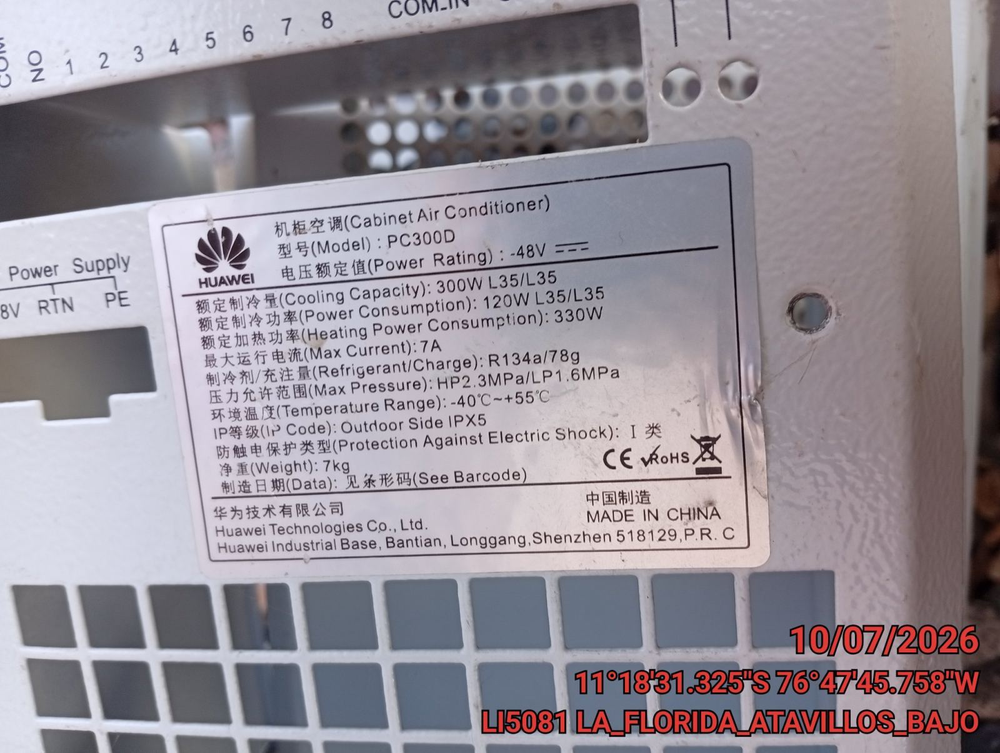 COM
NO
1 2 3 4 5 6 7 8
COM_IN
Power Supply
8V RTN PE
HUAWEI
机柜空调(Cabinet Air Conditioner)
型号(Model) : PC300D
电压额定值(Power Rating) : -48V
额定制冷量(Cooling Capacity): 300W L35/L35
额定制冷功率(Power Consumption): 120W L35/L35
额定加热功率(Heating Power Consumption): 330W
最大运行电流(Max Current): 7A
制冷剂/充注量(Refrigerant/Charge): R134a/78g
压力允许范围(Max Pressure): HP2.3MPa/LP1.6MPa
环境温度(Temperature Range): -40℃~+55℃
IP等级(IP Code): Outdoor Side IPX5
防触电保护类型(Protection Against Electric Shock): I 类
净重(Weight): 7kg
CE RoHS
制造日期(Data): 见条形码(See Barcode)
华为技术有限公司
中国制造
Huawei Technologies Co., Ltd.
MADE IN CHINA
Huawei Industrial Base, Bantian, Longgang,Shenzhen 518129,P.R. C
10/07/2026
11°18'31.325"S 76°47'45.758"W
LI5081 LA_FLORIDA_ATAVILLOS_BAJO